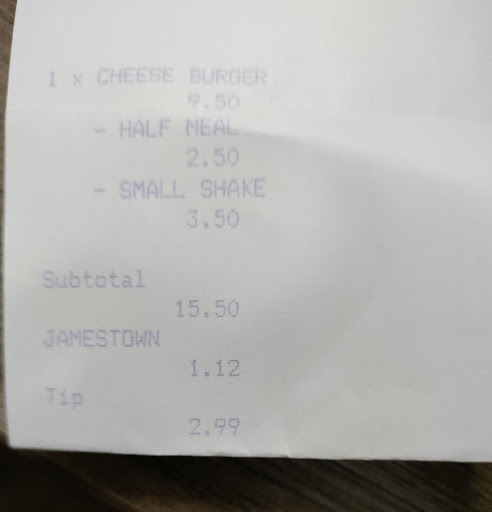 1 x CHEESE BURGER
9.50
- HALF MEAL
2.50
- SMALL SHAKE
3.50
Subtotal
15.50
JAMESTOWN
1.12
Tip
2.99